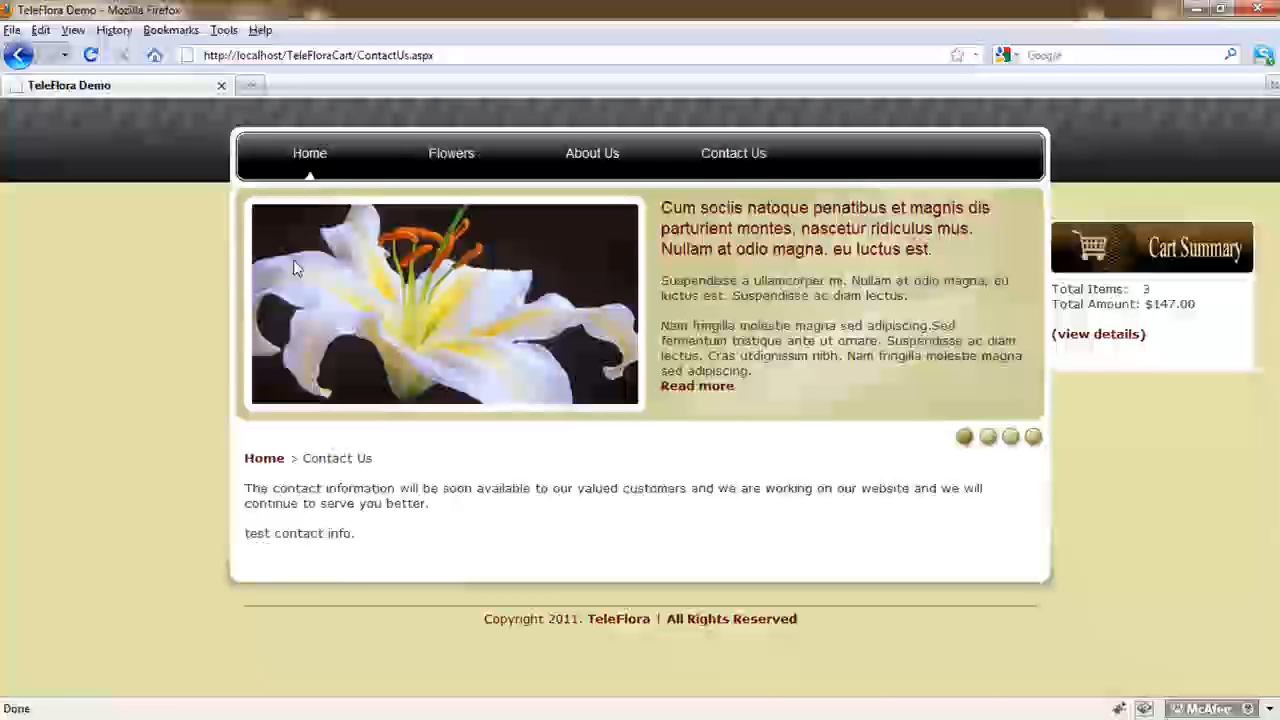 TeleFlora Demo - Mozilla Firefox
File Edit View History Bookmarks Tools Help
http://localhost/TeleFloraCart/ContactUs.aspx
Google
TeleFlora Demo
Home Flowers About Us Contact Us
Cum sociis natoque penatibus et magnis dis
parturient montes, nascetur ridiculus mus.
Nullam at odio magna, eu luctus est.
Suspendisse a ullamcorper mi. Nullam at odio magna, eu
luctus est. Suspendisse ac diam lectus.
Nam fringilla molestie magna sed adipiscing.Sed
fermentum tristique ante ut ornare. Suspendisse ac diam
lectus. Cras utdignissim nibh. Nam fringilla molestie magna
sed adipiscing.
Read more
Cart Summary
Total Items: 3
Total Amount: $147.00
(view details)
Home > Contact Us
The contact information will be soon available to our valued customers and we are working on our website and we will
continue to serve you better.
test contact info.
Copyright 2011. TeleFlora | All Rights Reserved
Done
McAfee